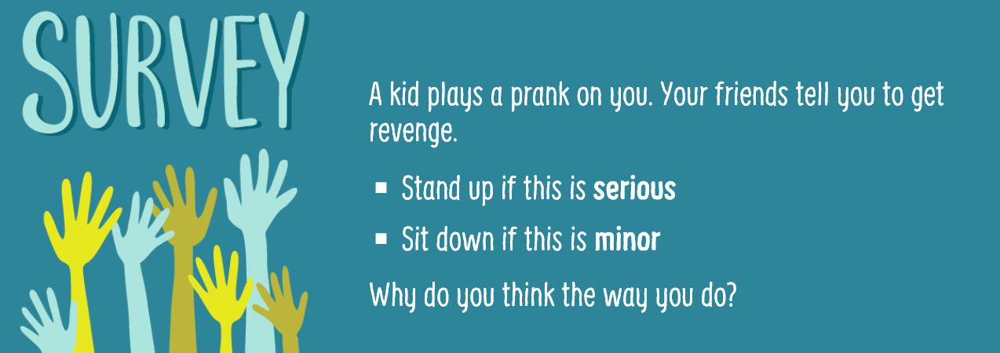 SURVEY
A kid plays a prank on you. Your friends tell you to get
revenge.
▪ Stand up if this is serious
▪ Sit down if this is minor
Why do you think the way you do?